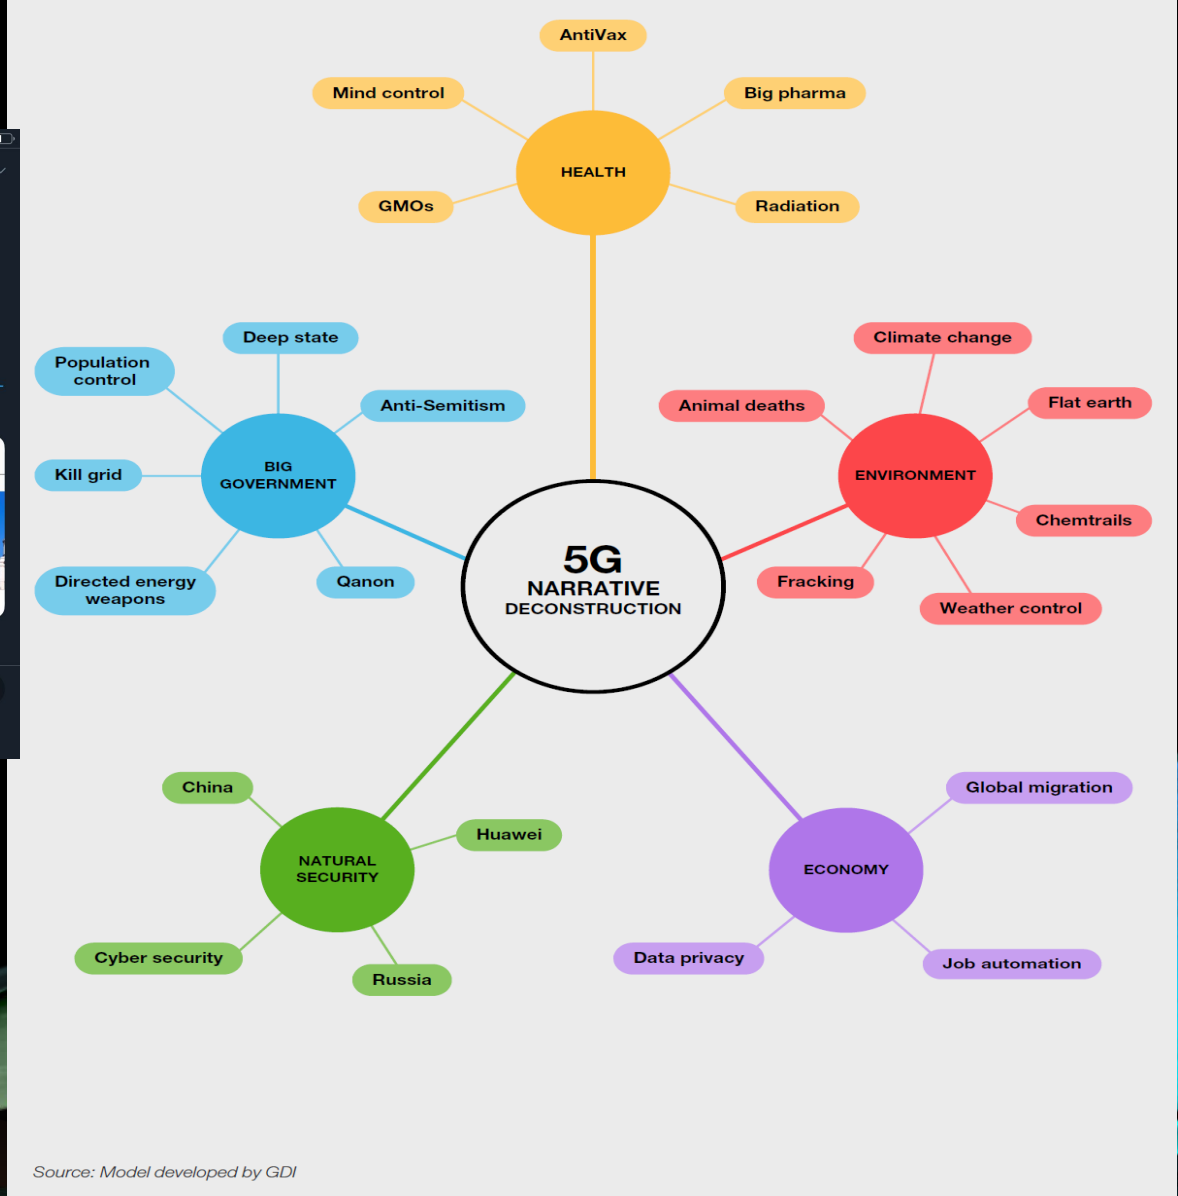 AntiVax
Mind control
Big pharma
HEALTH
GMOs
Radiation
Deep state
Population
control
Anti-Semitism
Kill grid
BIG
GOVERNMENT
Directed energy
weapons
Qanon
Climate change
Animal deaths
Flat earth
ENVIRONMENT
Chemtrails
Fracking
Weather control
5G
NARRATIVE
DECONSTRUCTION
China
Huawei
NATURAL
SECURITY
Cyber security
Russia
Global migration
ECONOMY
Data privacy
Job automation
Source: Model developed by GDI